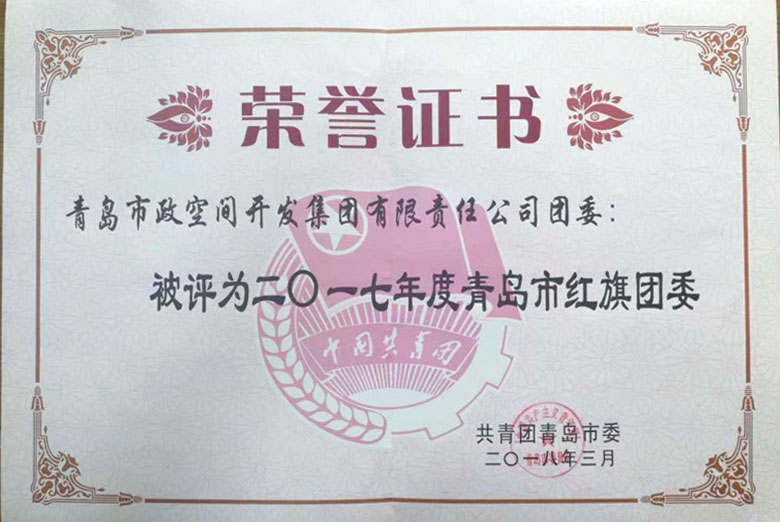 荣誉证书
青岛市政空间开发集团有限责任公司团委：
被评为二〇一七年度青岛市红旗团委
中国共青团
共青团青岛市委
二〇一八年三月